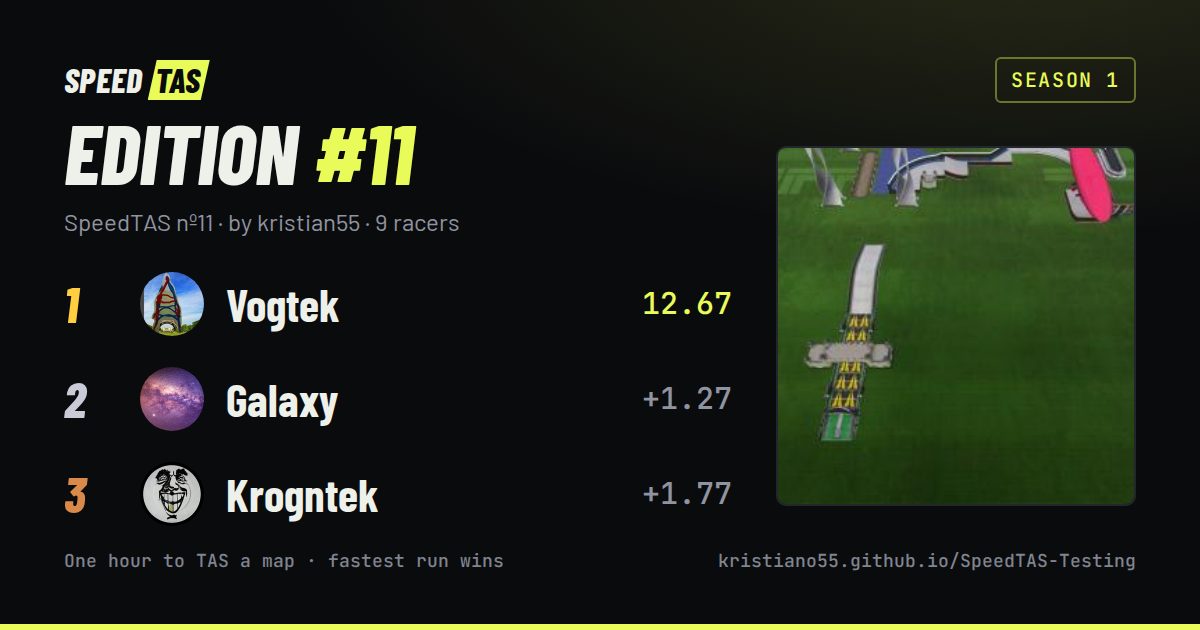 SPEED TAS
SEASON 1
EDITION #11
SpeedTAS nº11 · by kristian55 · 9 racers
1 Vogtek 12.67
2 Galaxy +1.27
3 Krogntek +1.77
One hour to TAS a map · fastest run wins
kristiano55.github.io/SpeedTAS-Testing